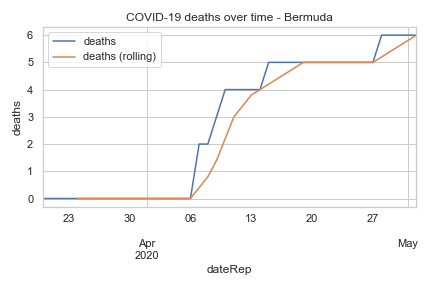 COVID-19 deaths over time - Bermuda
deaths
deaths (rolling)
deaths
6
5
4
3
2
1
0
23 30 06 13 20 27
Apr May
2020
dateRep